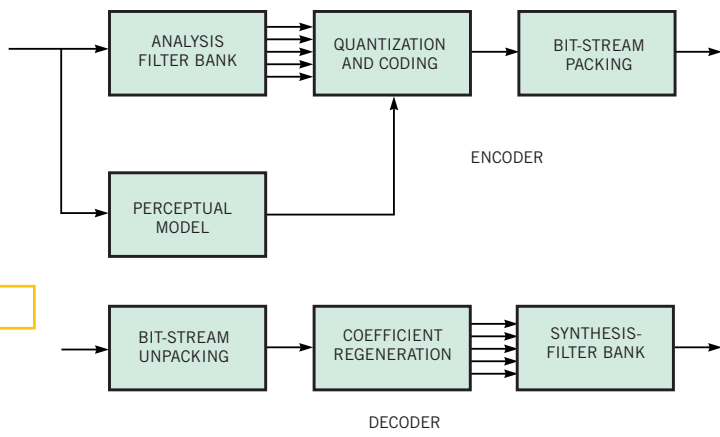 ANALYSIS
FILTER BANK
QUANTIZATION
AND CODING
BIT-STREAM
PACKING
ENCODER
PERCEPTUAL
MODEL
BIT-STREAM
UNPACKING
COEFFICIENT
REGENERATION
SYNTHESIS-
FILTER BANK
DECODER